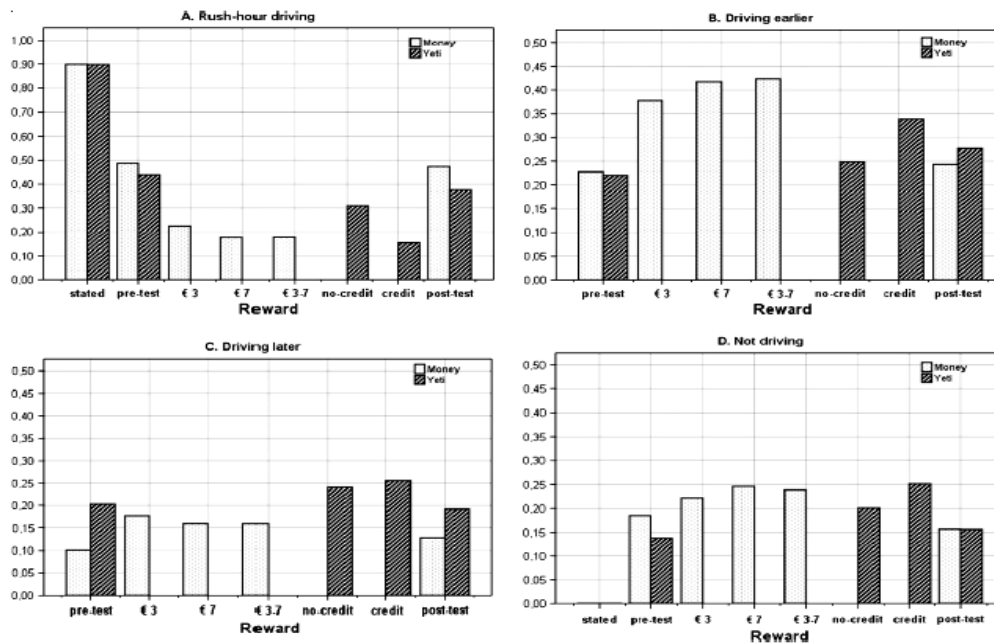 A. Rush-hour driving
Money
Yeti
1,00
0,90
0,80
0,70
0,60
0,50
0,40
0,30
0,20
0,10
0,00
stated pre-test € 3 € 7 € 3-7 no-credit credit post-test
Reward
B. Driving earlier
Money
Yeti
0,50
0,45
0,40
0,35
0,30
0,25
0,20
0,15
0,10
0,05
0,00
pre-test € 3 € 7 € 3-7 no-credit credit post-test
Reward
C. Driving later
Money
Yeti
0,50
0,45
0,40
0,35
0,30
0,25
0,20
0,15
0,10
0,05
0,00
pre-test € 3 € 7 € 3-7 no-credit credit post-test
Reward
D. Not driving
Money
Yeti
0,50
0,45
0,40
0,35
0,30
0,25
0,20
0,15
0,10
0,05
0,00
stated pre-test € 3 € 7 € 3-7 no-credit credit post-test
Reward